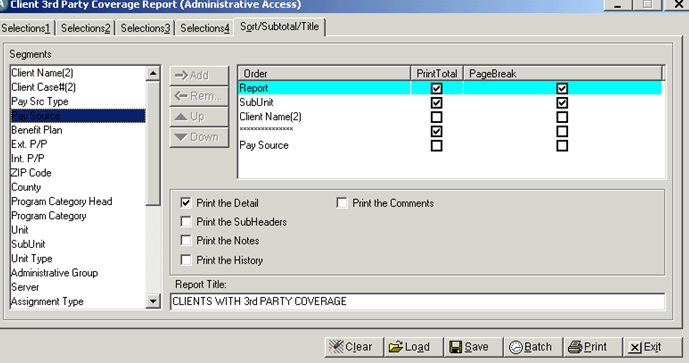 Client 3rd Party Coverage Report (Administrative Access)
Selections1 Selections2 Selections3 Selections4 Sort/Subtotal/Title
Segments
Client Name(2)
Client Case#(2)
Pay Src Type
Pay Source
Benefit Plan
Ext. P/P
Int. P/P
ZIP Code
County
Program Category Head
Program Category
Unit
SubUnit
Unit Type
Administrative Group
Server
Assignment Type
Add
Rem...
Up
Down
Order PrintTotal PageBreak
Report
SubUnit
Client Name(2)
***************
Pay Source
Print the Detail Print the Comments
Print the SubHeaders
Print the Notes
Print the History
Report Title:
CLIENTS WITH 3rd PARTY COVERAGE
Clear Load Save Batch Print Exit